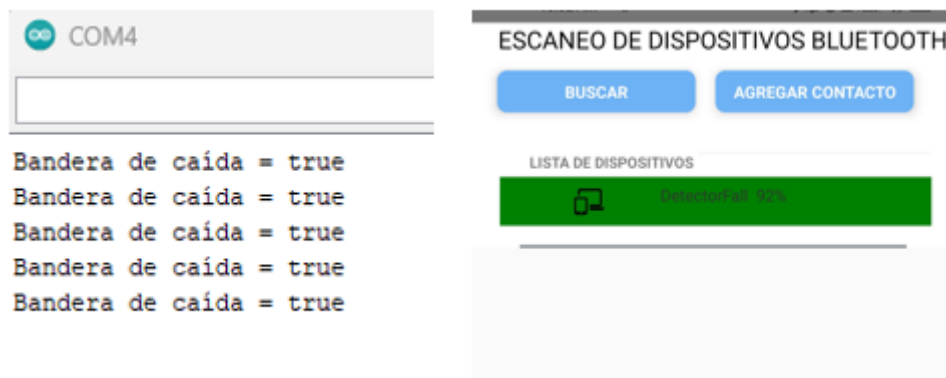 COM4
Bandera de caída = true
Bandera de caída = true
Bandera de caída = true
Bandera de caída = true
Bandera de caída = true
ESCANEO DE DISPOSITIVOS BLUETOOTH
BUSCAR
AGREGAR CONTACTO
LISTA DE DISPOSITIVOS
DetectorFall 92%